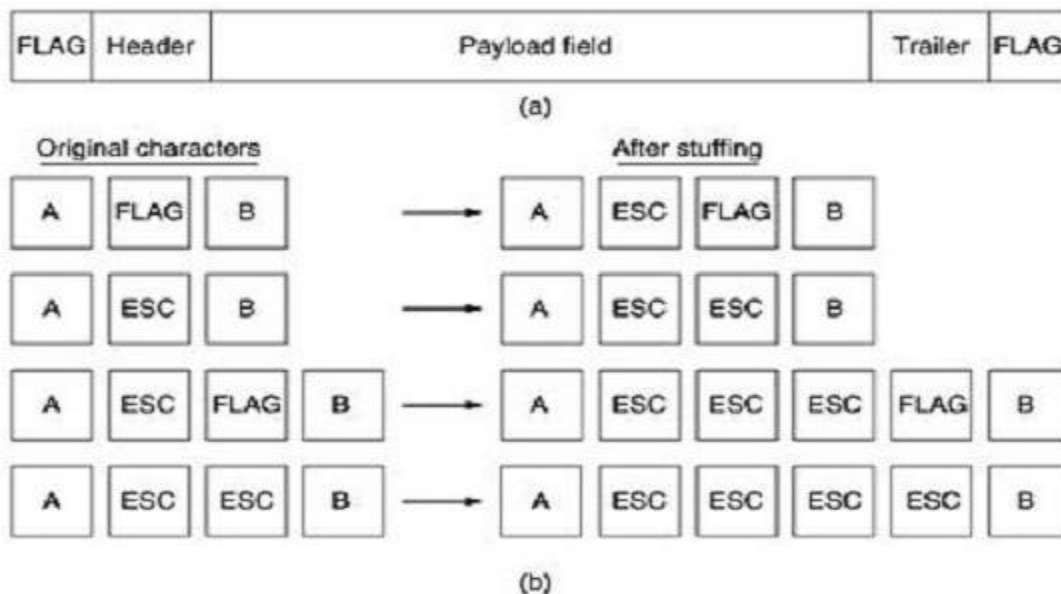 FLAG Header Payload field Trailer FLAG
(a)
Original characters After stuffing
A FLAG B A ESC FLAG B
A ESC B A ESC ESC B
A ESC FLAG B A ESC ESC ESC FLAG B
A ESC ESC B A ESC ESC ESC ESC B
(b)